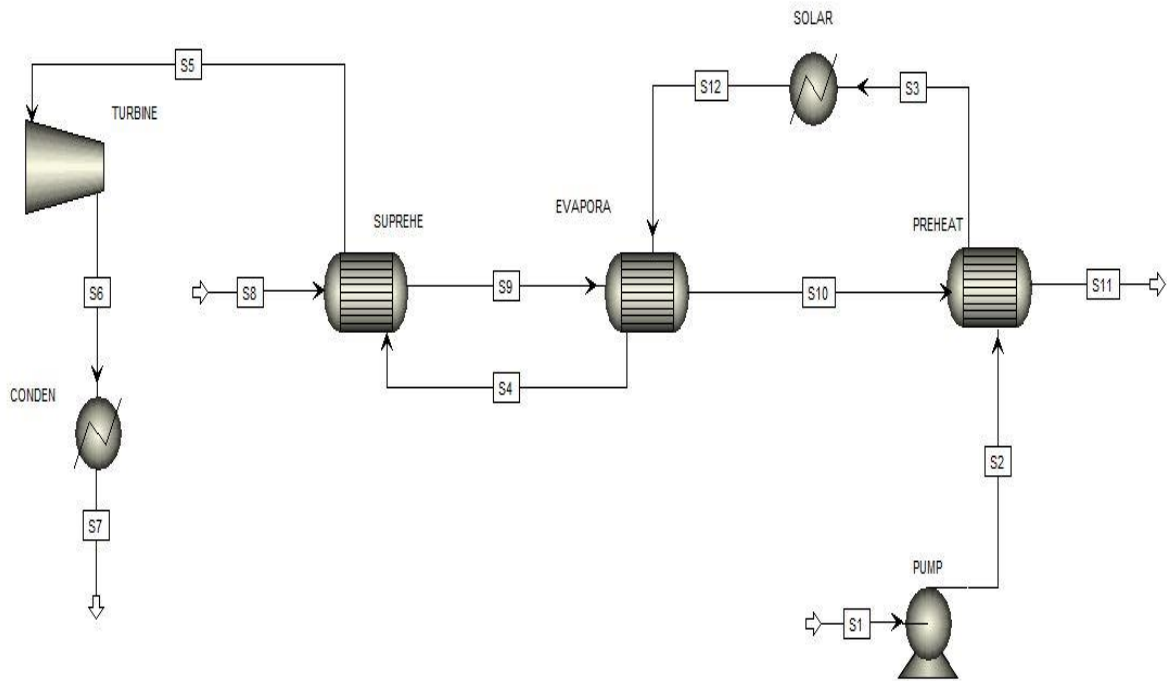 SOLAR
S5
S12
S3
TURBINE
EVAPORA
SUPREHE
PREHEAT
S6
S8
S9
S10
S11
S4
CONDEN
S2
S7
PUMP
S1